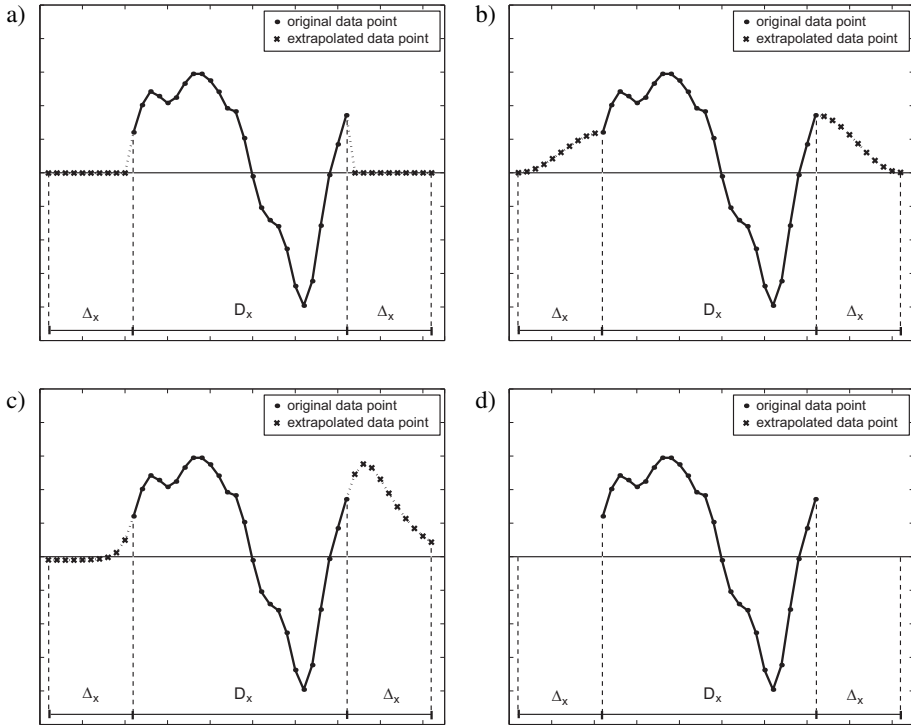 a)
original data point
extrapolated data point
Δx
Dx
Δx
b)
original data point
extrapolated data point
Δx
Dx
Δx
c)
original data point
extrapolated data point
Δx
Dx
Δx
d)
original data point
extrapolated data point
Δx
Dx
Δx